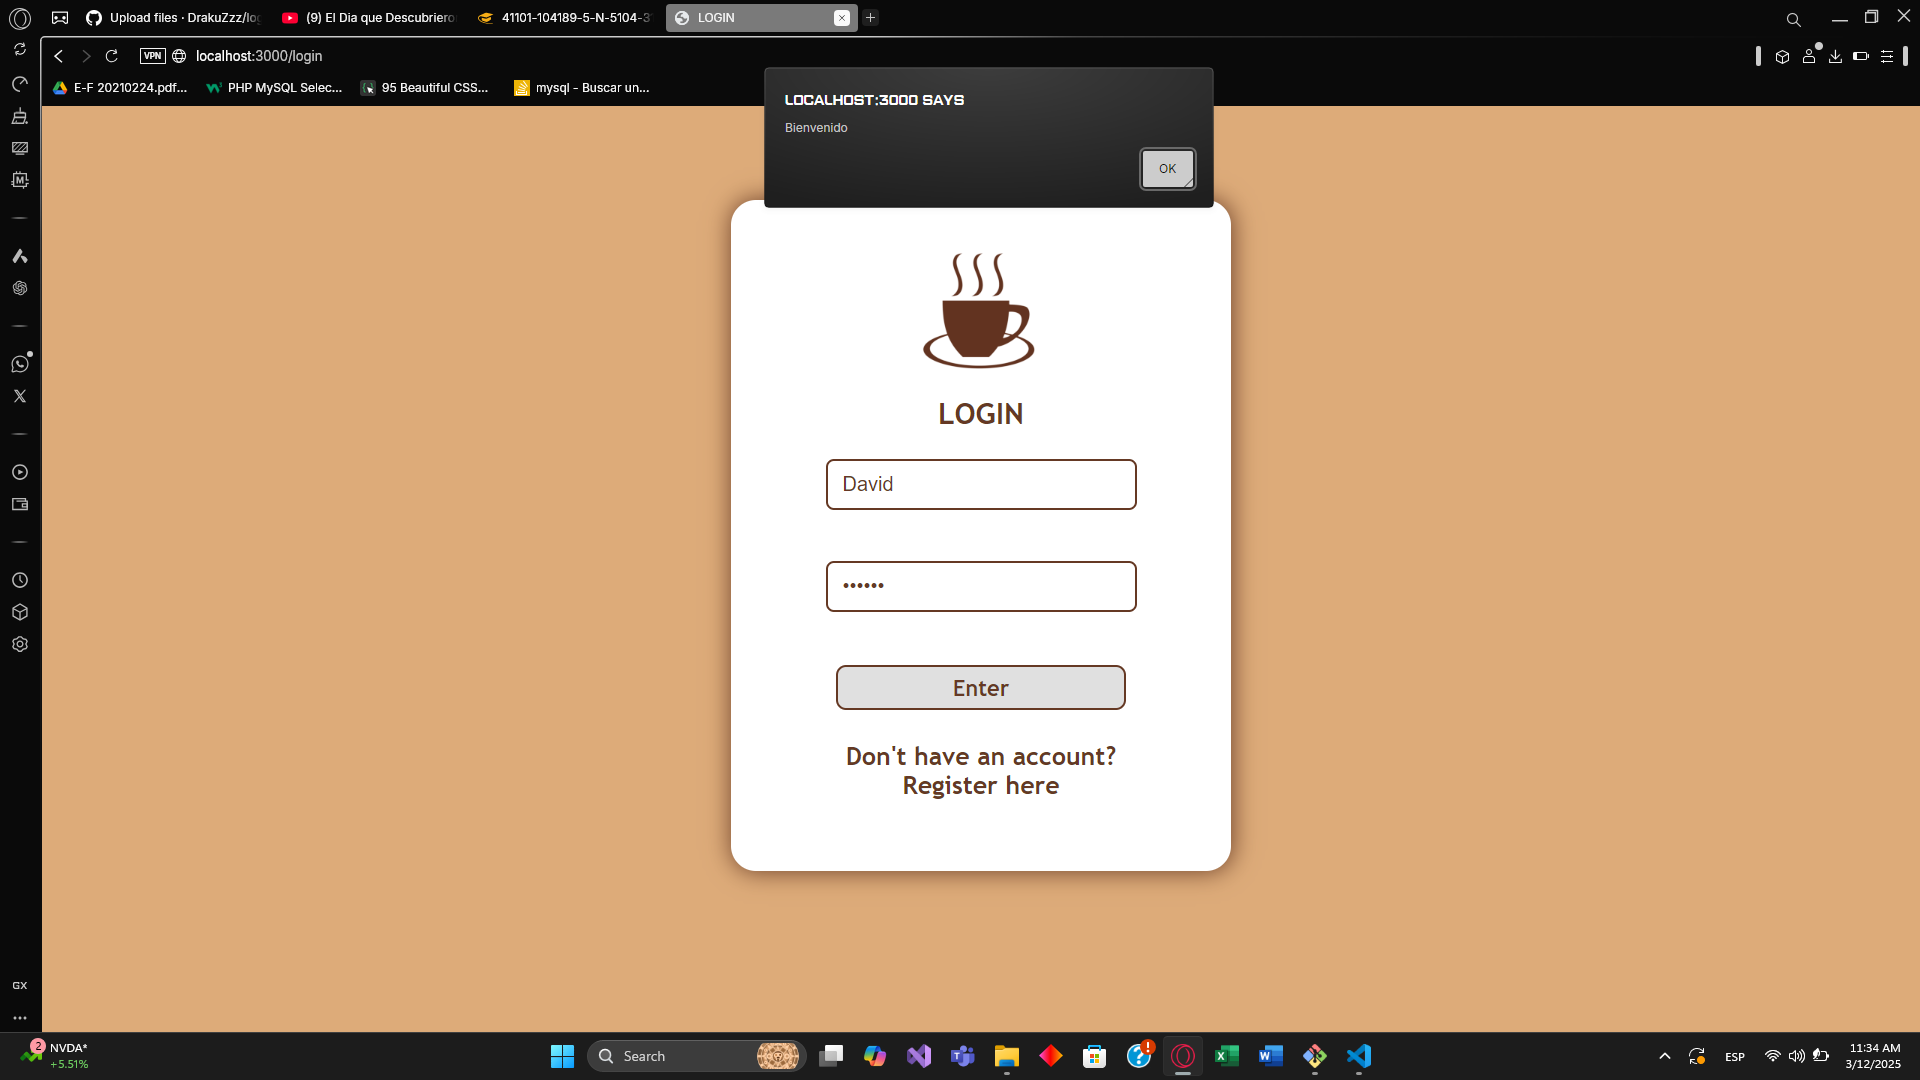 Upload files · DrakuZzz/log
(9) El Dia que Descubriero
41101-104189-5-N-5104-3
LOGIN
VPN
localhost:3000/login
E-F 20210224.pdf...
PHP MySQL Selec...
95 Beautiful CSS...
mysql - Buscar un...
LOCALHOST:3000 SAYS
Bienvenido
OK
LOGIN
David
••••••
Enter
Don't have an account?
Register here
GX
2
NVDA*
+5.51%
Search
ESP
11:34 AM
3/12/2025